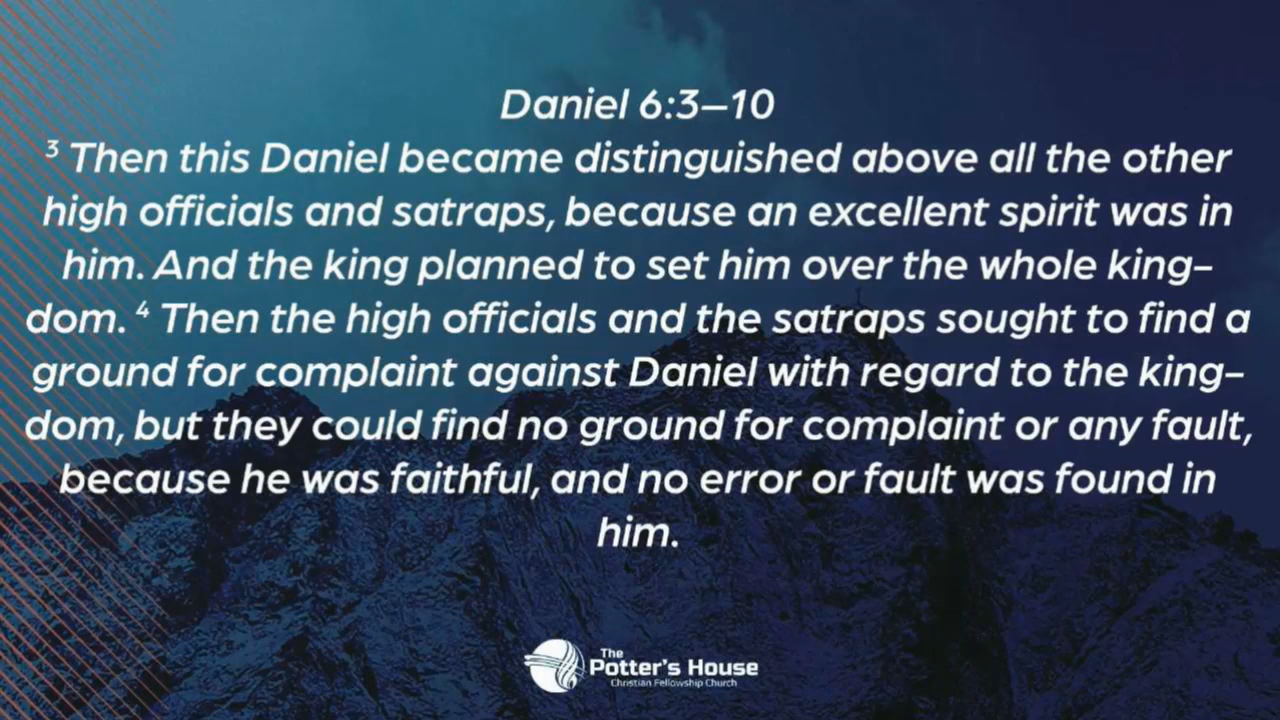 Daniel 6:3–10
³ Then this Daniel became distinguished above all the other
high officials and satraps, because an excellent spirit was in
him. And the king planned to set him over the whole king–
dom. ⁴ Then the high officials and the satraps sought to find a
ground for complaint against Daniel with regard to the king–
dom, but they could find no ground for complaint or any fault,
because he was faithful, and no error or fault was found in
him.
The
Potter's House
Christian Fellowship Church